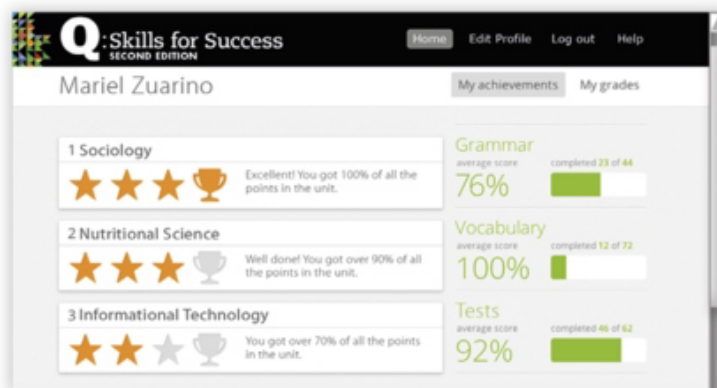 Q:Skills for Success
SECOND EDITION
Home Edit Profile Log out Help
Mariel Zuarino
My achievements My grades
1 Sociology
Excellent! You got 100% of all the
points in the unit.
2 Nutritional Science
Well done! You got over 90% of all
the points in the unit.
3 Informational Technology
You got over 70% of all the points
in the unit.
Grammar
average score completed 23 of 44
76%
Vocabulary
average score completed 12 of 72
100%
Tests
average score completed 46 of 62
92%